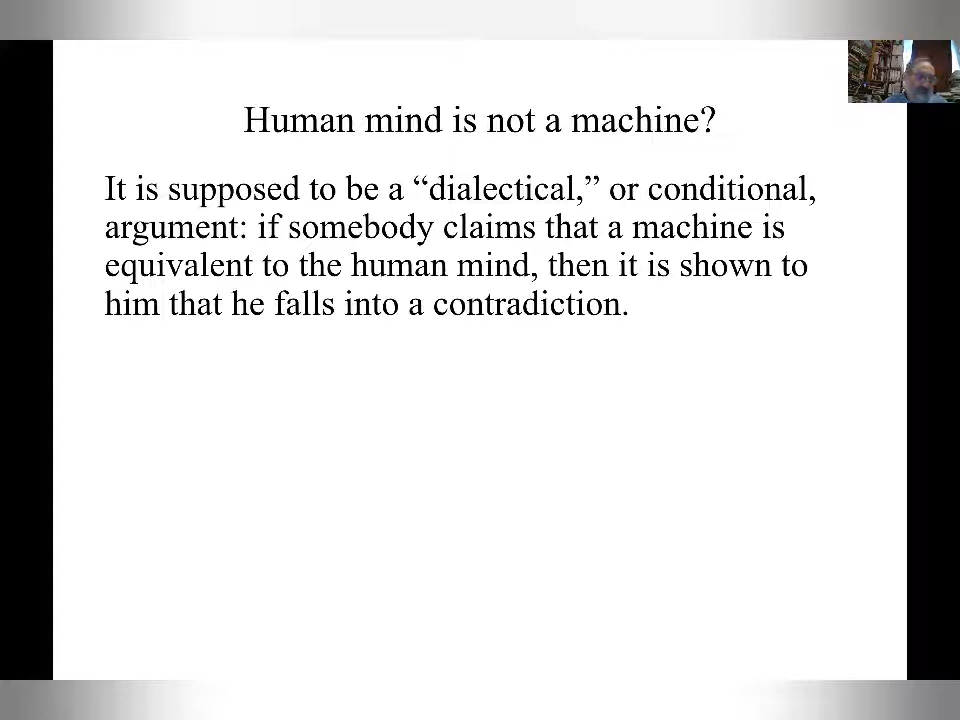 Human mind is not a machine?
It is supposed to be a “dialectical,” or conditional,
argument: if somebody claims that a machine is
equivalent to the human mind, then it is shown to
him that he falls into a contradiction.